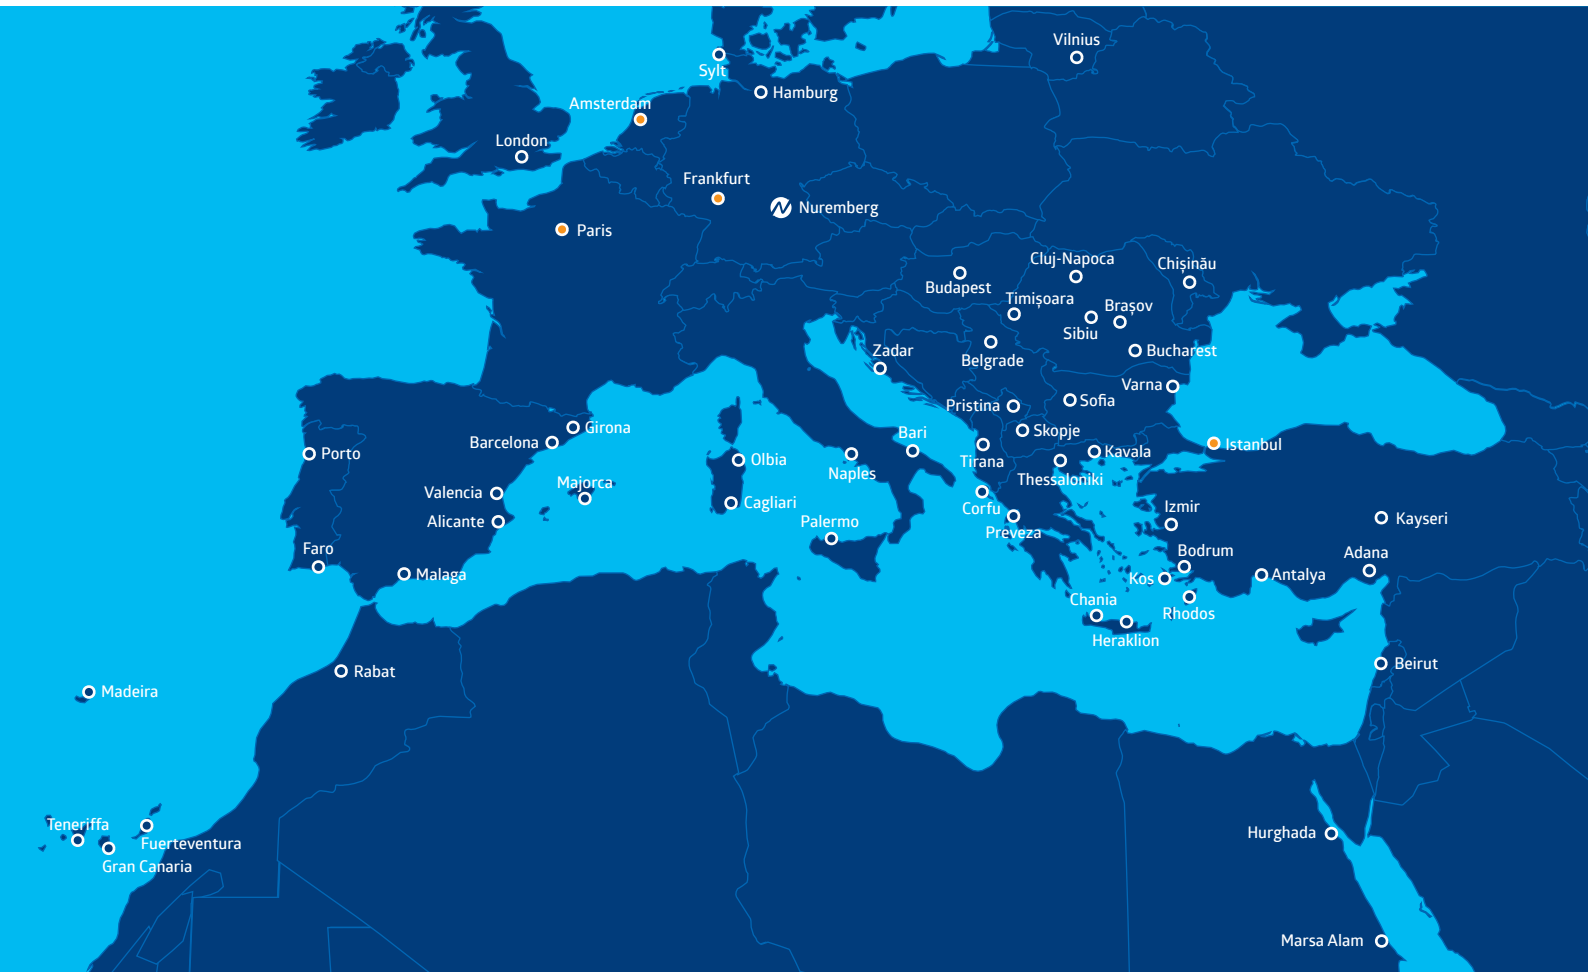 Vilnius
Sylt
Hamburg
Amsterdam
London
Frankfurt
Nuremberg
Paris
Cluj-Napoca
Chișinău
Budapest
Timișoara
Brașov
Sibiu
Zadar
Belgrade
Bucharest
Varna
Sofia
Pristina
Girona
Skopje
Bari
Barcelona
Istanbul
Porto
Kavala
Olbia
Tirana
Naples
Thessaloniki
Majorca
Valencia
Cagliari
Izmir
Corfu
Alicante
Palermo
Kayseri
Preveza
Faro
Bodrum
Adana
Malaga
Kos
Antalya
Chania
Rhodos
Heraklion
Beirut
Rabat
Madeira
Teneriffa
Hurghada
Fuerteventura
Gran Canaria
Marsa Alam